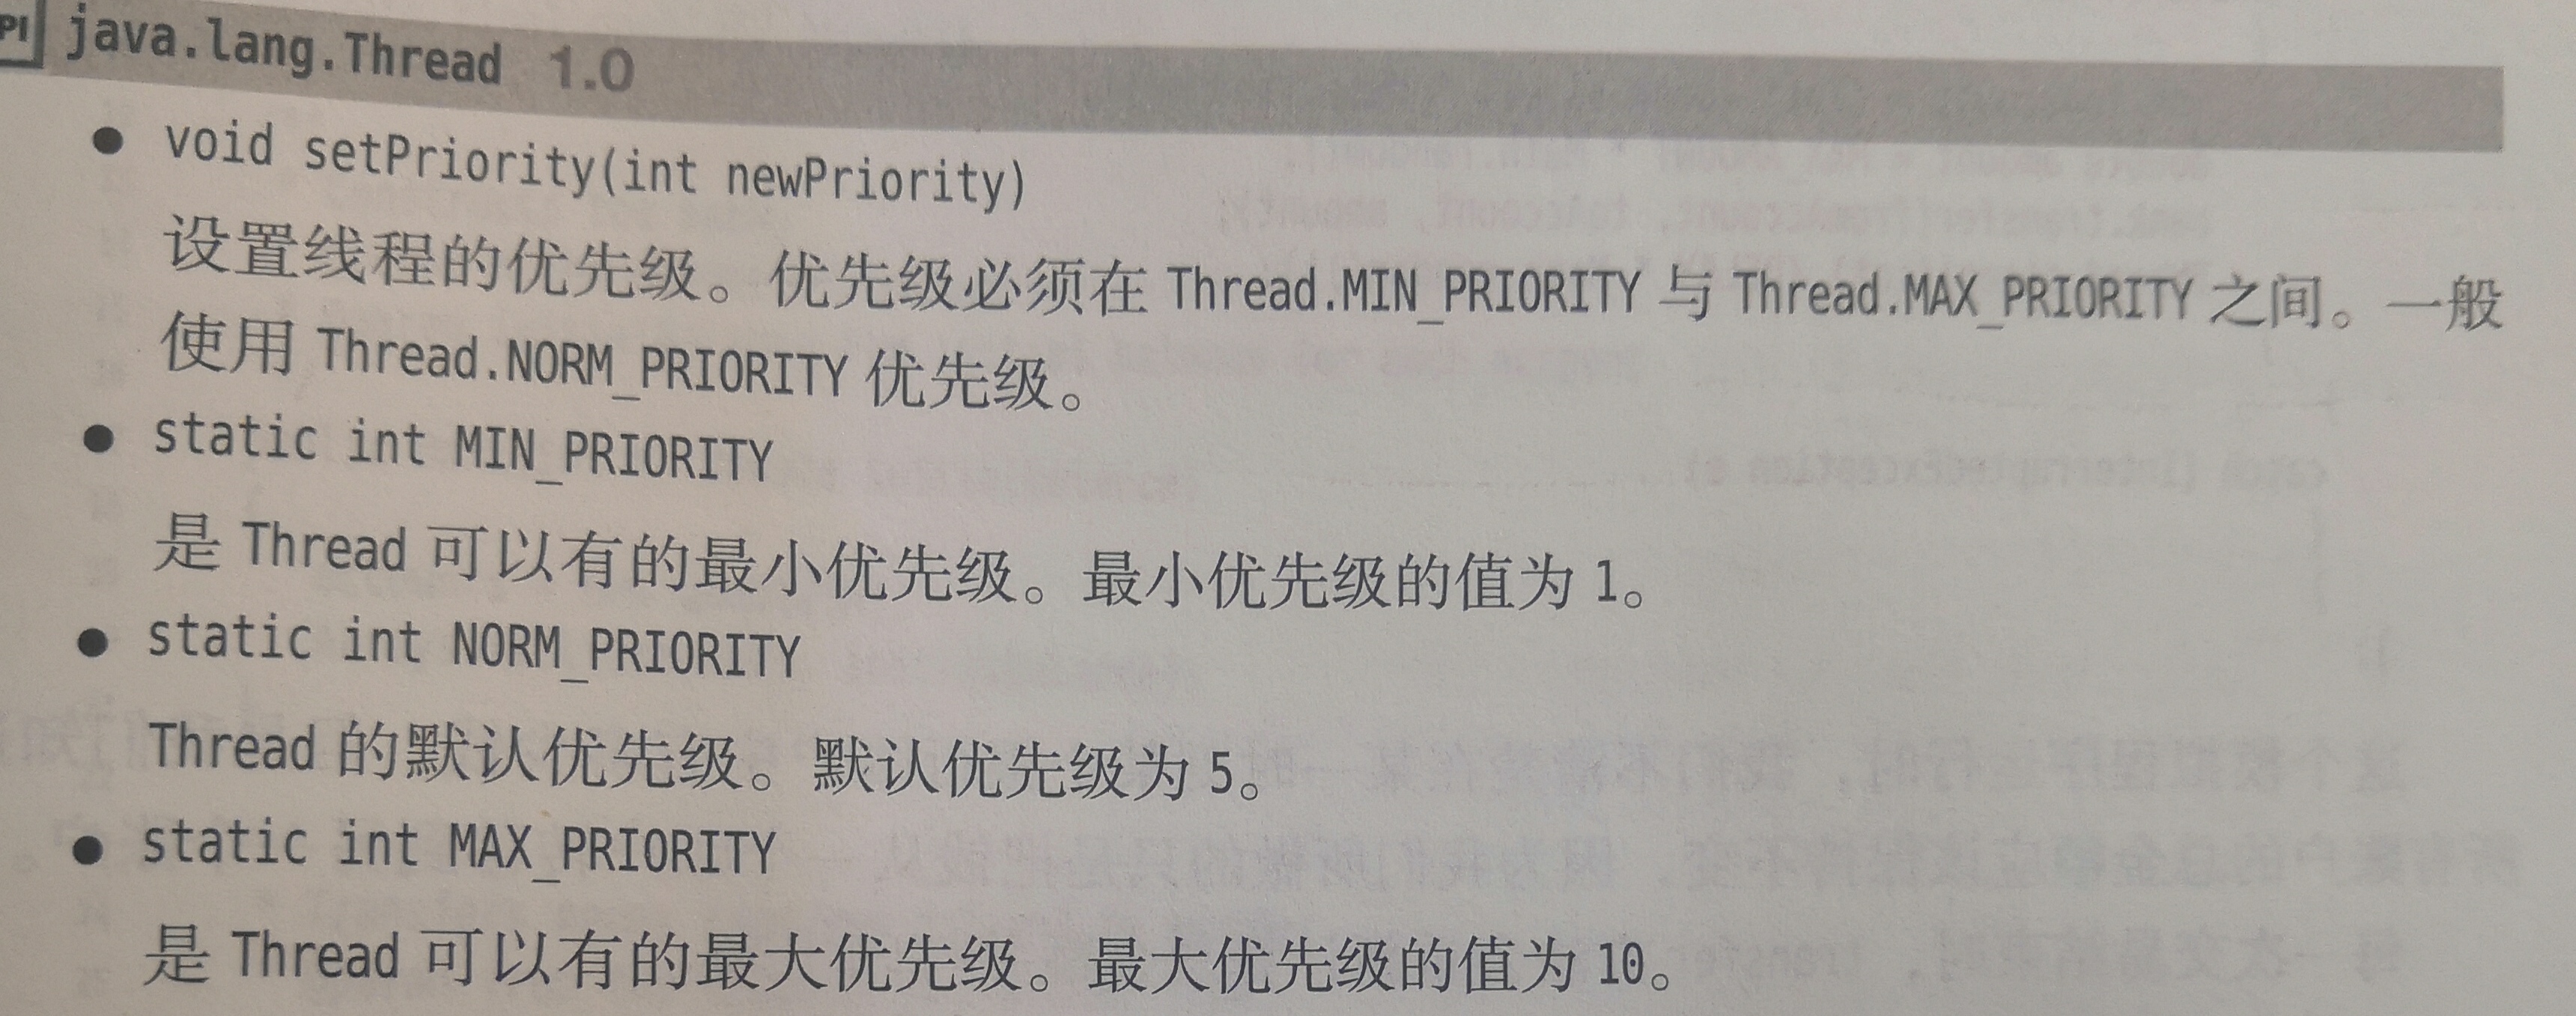 PI java.lang.Thread 1.0
● void setPriority(int newPriority)
设置线程的优先级。优先级必须在 Thread.MIN_PRIORITY 与 Thread.MAX_PRIORITY 之间。一般
使用 Thread.NORM_PRIORITY 优先级。
● static int MIN_PRIORITY
是 Thread 可以有的最小优先级。最小优先级的值为 1。
● static int NORM_PRIORITY
Thread 的默认优先级。默认优先级为 5。
● static int MAX_PRIORITY
是 Thread 可以有的最大优先级。最大优先级的值为 10。